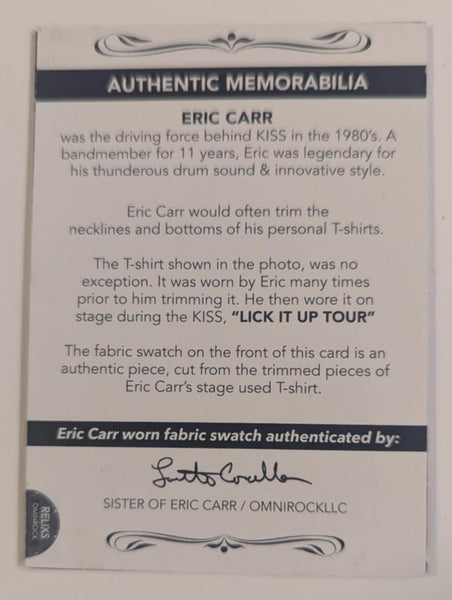 AUTHENTIC MEMORABILIA
ERIC CARR
was the driving force behind KISS in the 1980's. A
bandmember for 11 years, Eric was legendary for
his thunderous drum sound & innovative style.
Eric Carr would often trim the
necklines and bottoms of his personal T-shirts.
The T-shirt shown in the photo, was no
exception. It was worn by Eric many times
prior to him trimming it. He then wore it on
stage during the KISS, "LICK IT UP TOUR"
The fabric swatch on the front of this card is an
authentic piece, cut from the trimmed pieces of
Eric Carr's stage used T-shirt.
Eric Carr worn fabric swatch authenticated by:
SISTER OF ERIC CARR / OMNIROCKLLC
RELIXS
OMNIROCK